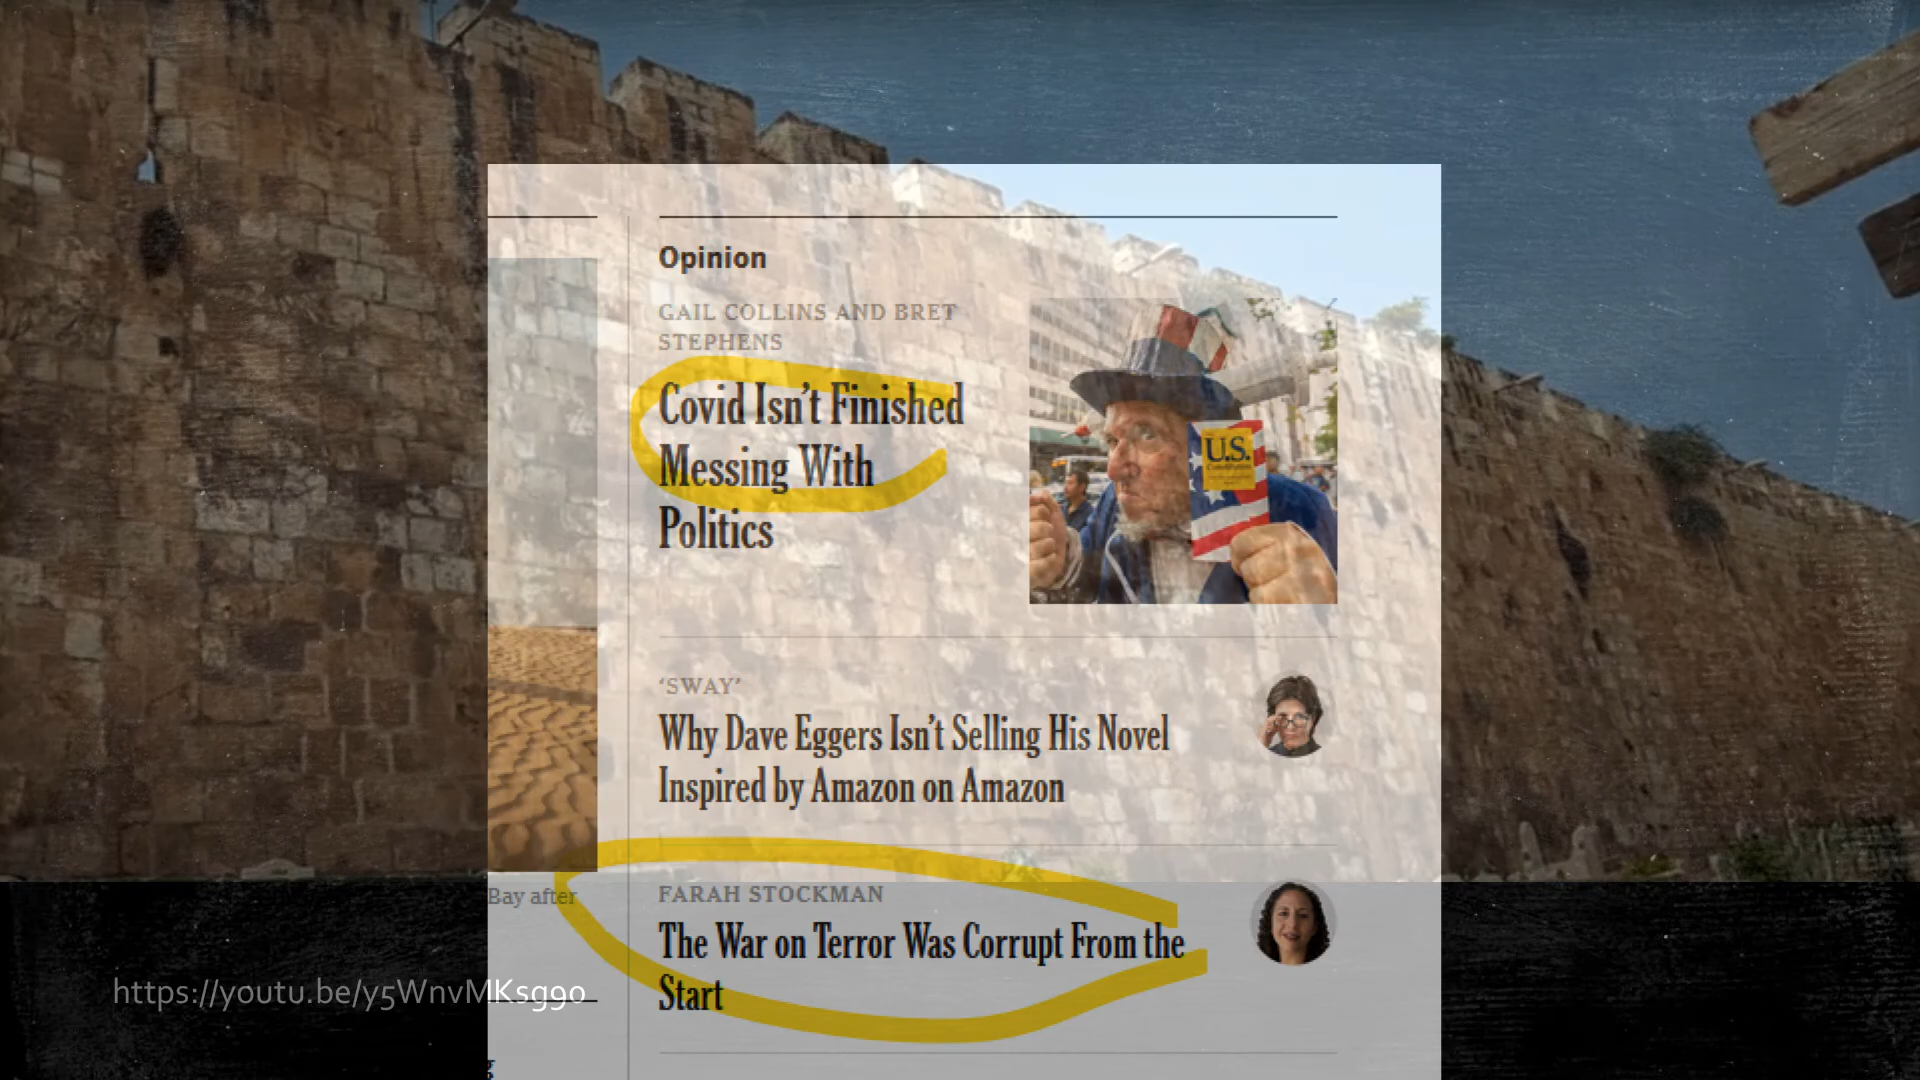 Opinion
GAIL COLLINS AND BRET
STEPHENS
Covid Isn't Finished
Messing With
Politics
U.S.
'SWAY'
Why Dave Eggers Isn't Selling His Novel
Inspired by Amazon on Amazon
Bay after
FARAH STOCKMAN
The War on Terror Was Corrupt From the
Start
https://youtu.be/y5WnvMKsg9o